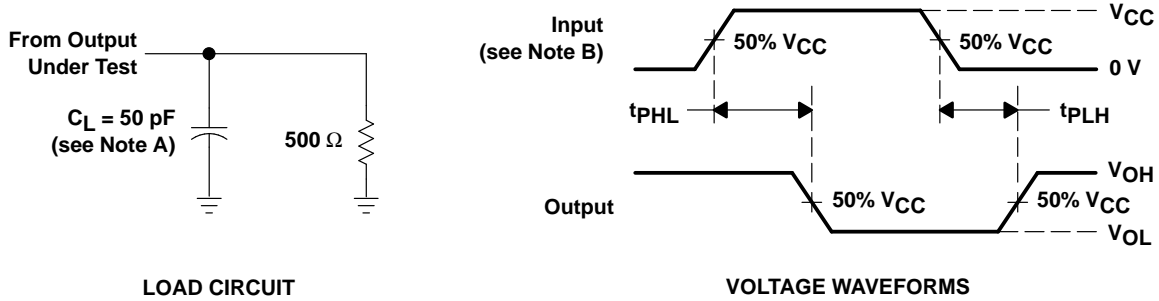 From Output
Under Test
CL = 50 pF
(see Note A)
500 Ω
LOAD CIRCUIT
Input
(see Note B)
50% VCC
50% VCC
VCC
0 V
tPHL
tPLH
Output
50% VCC
50% VCC
VOH
VOL
VOLTAGE WAVEFORMS